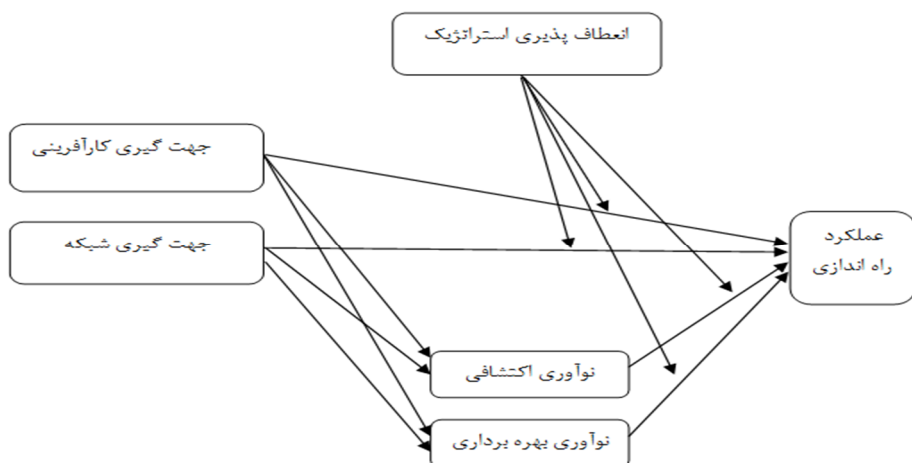 انعطاف پذیری استراتژیک
جهت گیری کارآفرینی
جهت گیری شبکه
عملکرد
راه اندازی
نوآوری اکتشافی
نوآوری بهره برداری